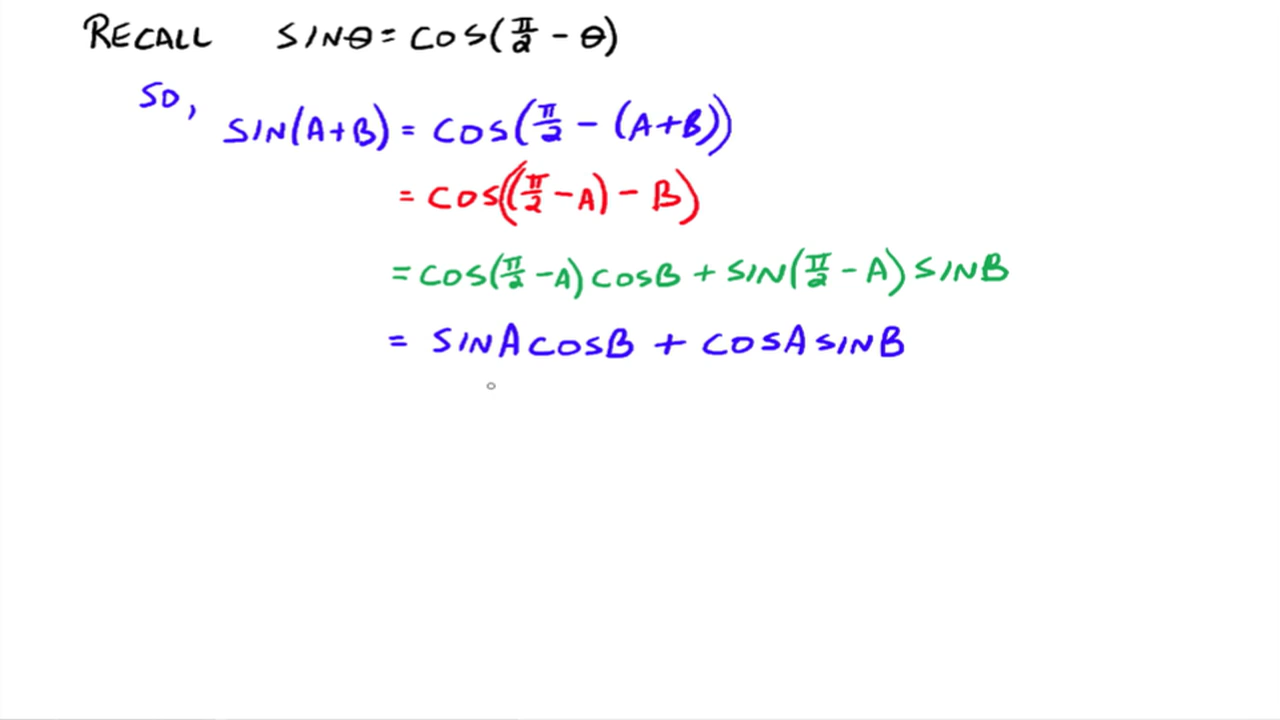 RECALL sinθ = cos(π/2 - θ)
SO,
sin(A+B) = cos(π/2 - (A+B))
= cos((π/2 - A) - B)
= cos(π/2 - A) cosB + sin(π/2 - A) sinB
= sinA cosB + cosA sinB